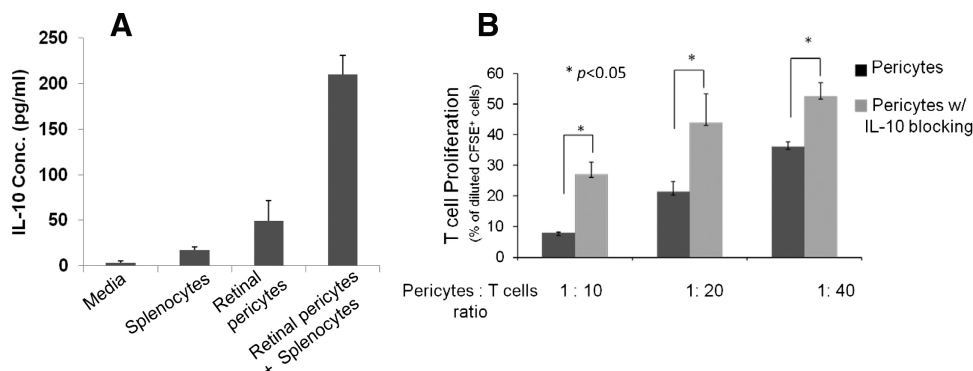 A
IL-10 Conc. (pg/ml)
250
200
150
100
50
0
Media
Splenocytes
Retinal
pericytes
Retinal pericytes
+ Splenocytes
B
T cell Proliferation
(% of diluted CFSE+ cells)
60
50
40
30
20
10
0
* p<0.05
*
*
*
Pericytes
Pericytes w/
IL-10 blocking
Pericytes : T cells
ratio
1 : 10
1: 20
1: 40